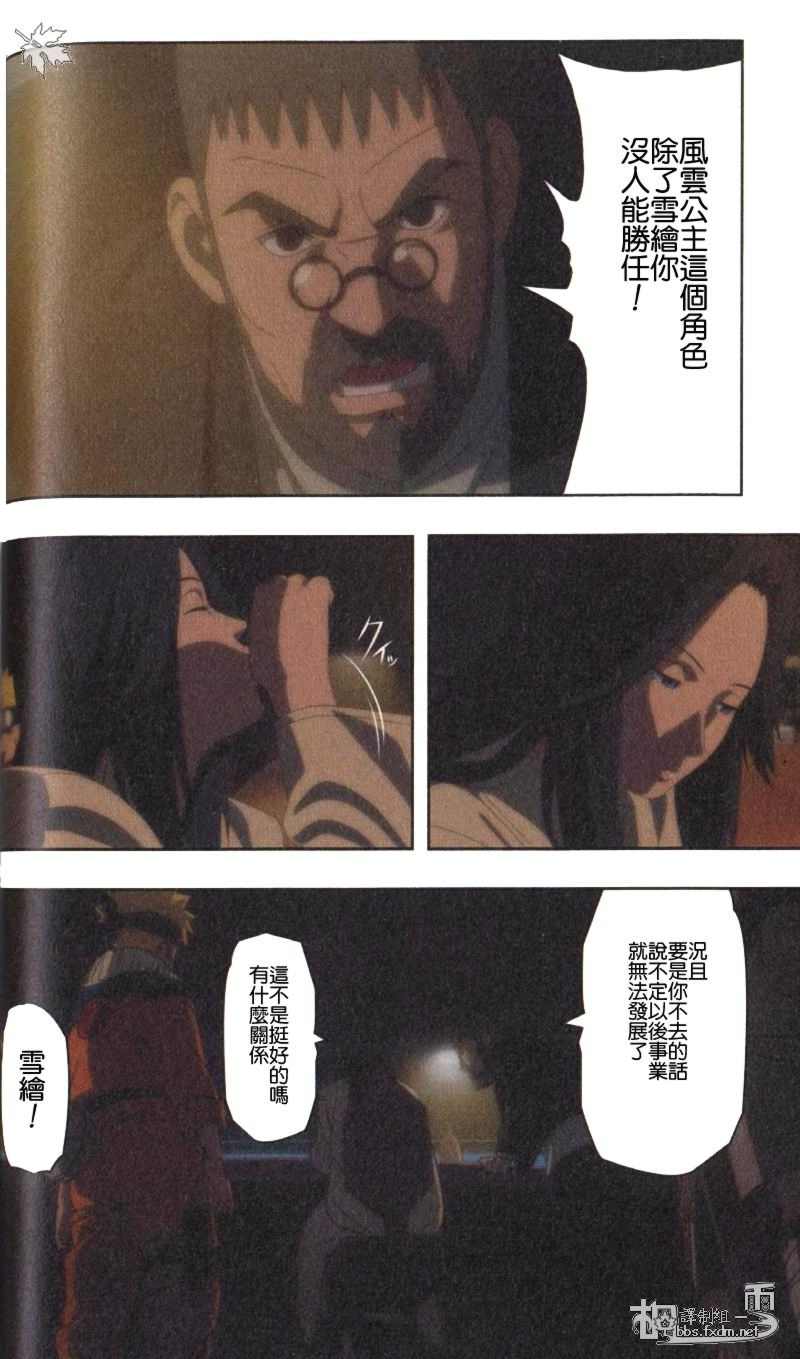 風雲公主這個角色
除了雪繪你
沒人能勝任！
クイッ
況且
要是你不去的話
說不定以後事業
就無法發展了
這不是挺好的嗎
有什麼關係
雪繪！
譯制組
bbs.fxdm.net